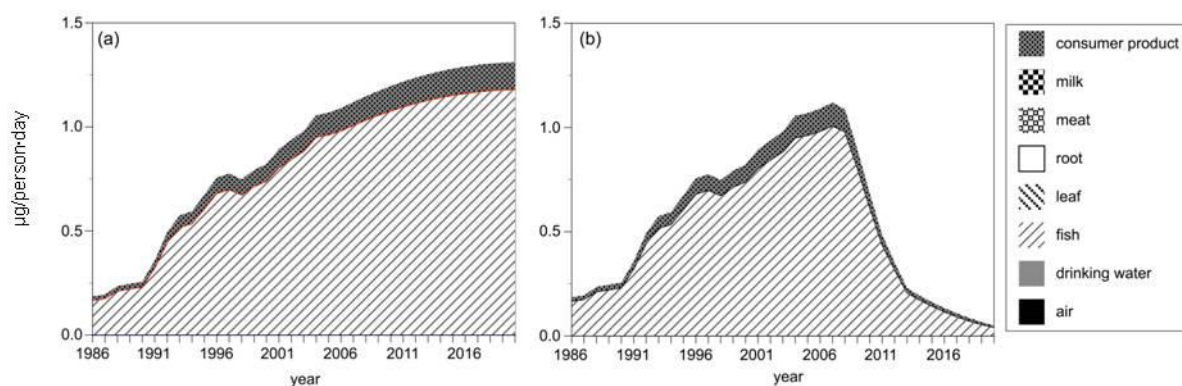 µg/person·day
(a)
1.5
1.0
0.5
0.0
1986 1991 1996 2001 2006 2011 2016
year
(b)
1.5
1.0
0.5
0.0
1986 1991 1996 2001 2006 2011 2016
year
consumer product
milk
meat
root
leaf
fish
drinking water
air